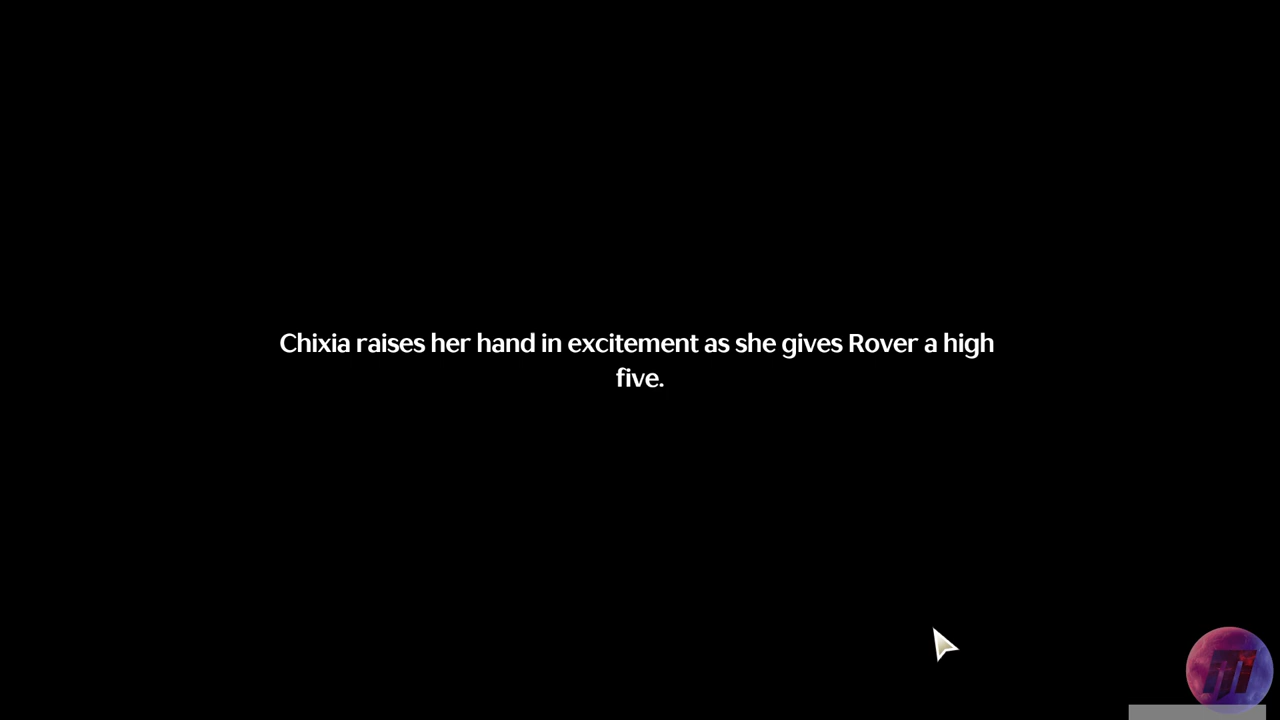 Chixia raises her hand in excitement as she gives Rover a high
five.